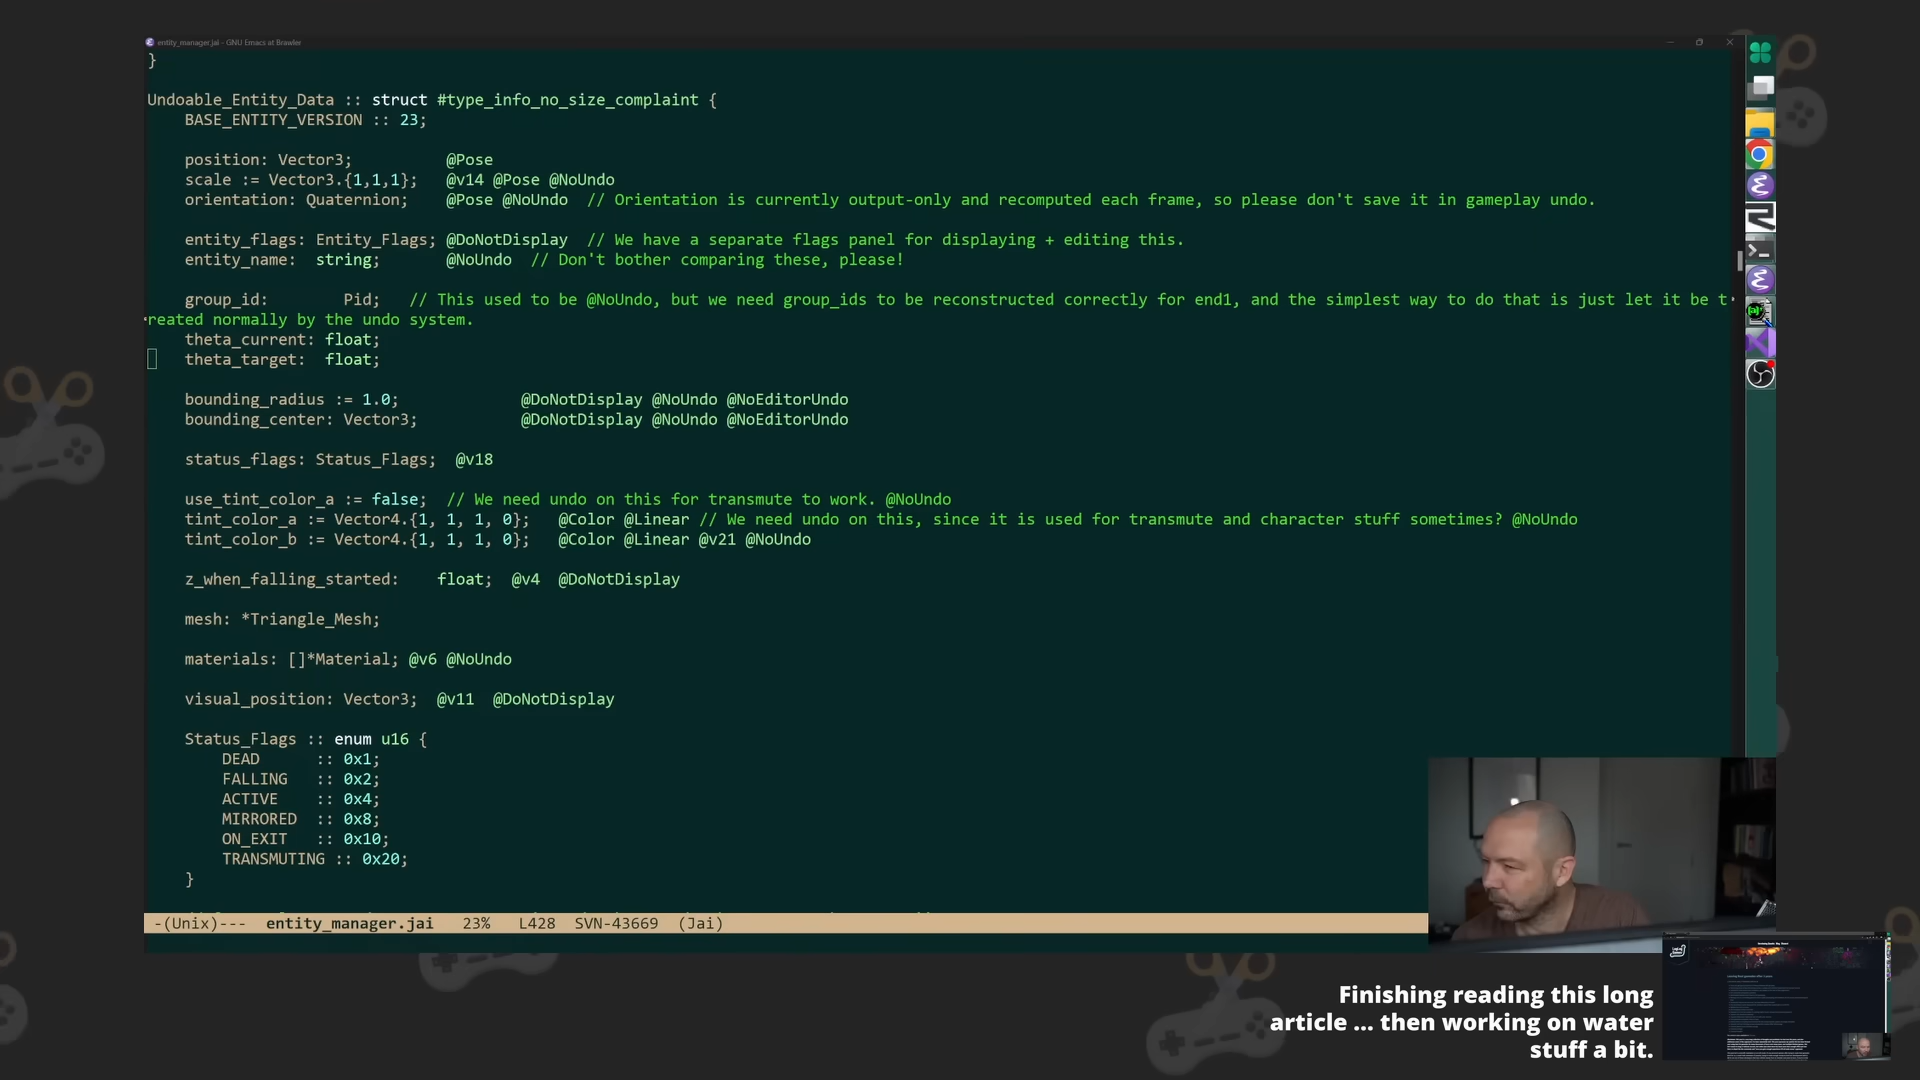 entity_manager.jai - GNU Emacs at Brawler
}
Undoable_Entity_Data :: struct #type_info_no_size_complaint {
BASE_ENTITY_VERSION :: 23;
position: Vector3; @Pose
scale := Vector3.{1,1,1}; @v14 @Pose @NoUndo
orientation: Quaternion; @Pose @NoUndo // Orientation is currently output-only and recomputed each frame, so please don't save it in gameplay undo.
entity_flags: Entity_Flags; @DoNotDisplay // We have a separate flags panel for displaying + editing this.
entity_name: string; @NoUndo // Don't bother comparing these, please!
group_id: Pid; // This used to be @NoUndo, but we need group_ids to be reconstructed correctly for end1, and the simplest way to do that is just let it be t
reated normally by the undo system.
theta_current: float;
theta_target: float;
bounding_radius := 1.0; @DoNotDisplay @NoUndo @NoEditorUndo
bounding_center: Vector3; @DoNotDisplay @NoUndo @NoEditorUndo
status_flags: Status_Flags; @v18
use_tint_color_a := false; // We need undo on this for transmute to work. @NoUndo
tint_color_a := Vector4.{1, 1, 1, 0}; @Color @Linear // We need undo on this, since it is used for transmute and character stuff sometimes? @NoUndo
tint_color_b := Vector4.{1, 1, 1, 0}; @Color @Linear @v21 @NoUndo
z_when_falling_started: float; @v4 @DoNotDisplay
mesh: *Triangle_Mesh;
materials: []*Material; @v6 @NoUndo
visual_position: Vector3; @v11 @DoNotDisplay
Status_Flags :: enum u16 {
DEAD :: 0x1;
FALLING :: 0x2;
ACTIVE :: 0x4;
MIRRORED :: 0x8;
ON_EXIT :: 0x10;
TRANSMUTING :: 0x20;
}
-(Unix)--- entity_manager.jai 23% L428 SVN-43669 (Jai)
Finishing reading this long
article ... then working on water
stuff a bit.